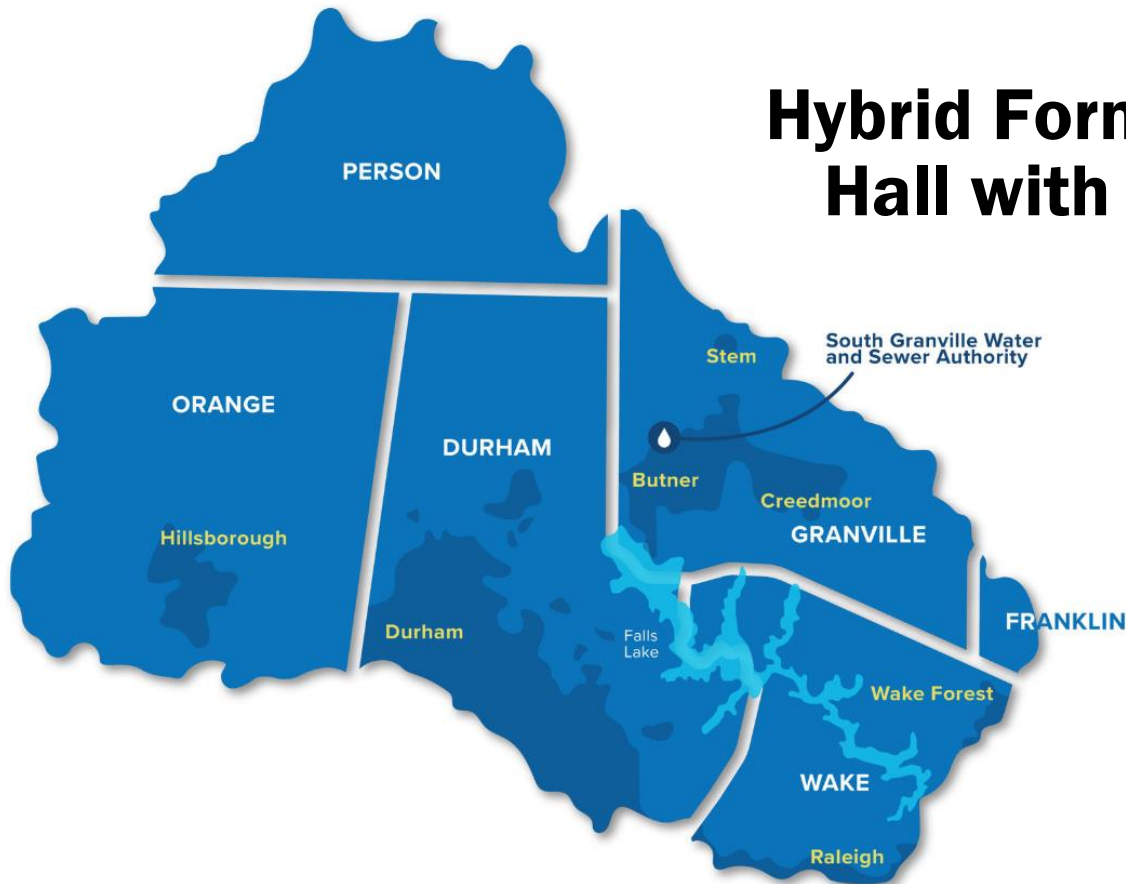 Hybrid Form
Hall with
PERSON
Stem
South Granville Water
and Sewer Authority
ORANGE
DURHAM
Butner
Creedmoor
GRANVILLE
Hillsborough
Durham
Falls
Lake
FRANKLIN
Wake Forest
WAKE
Raleigh